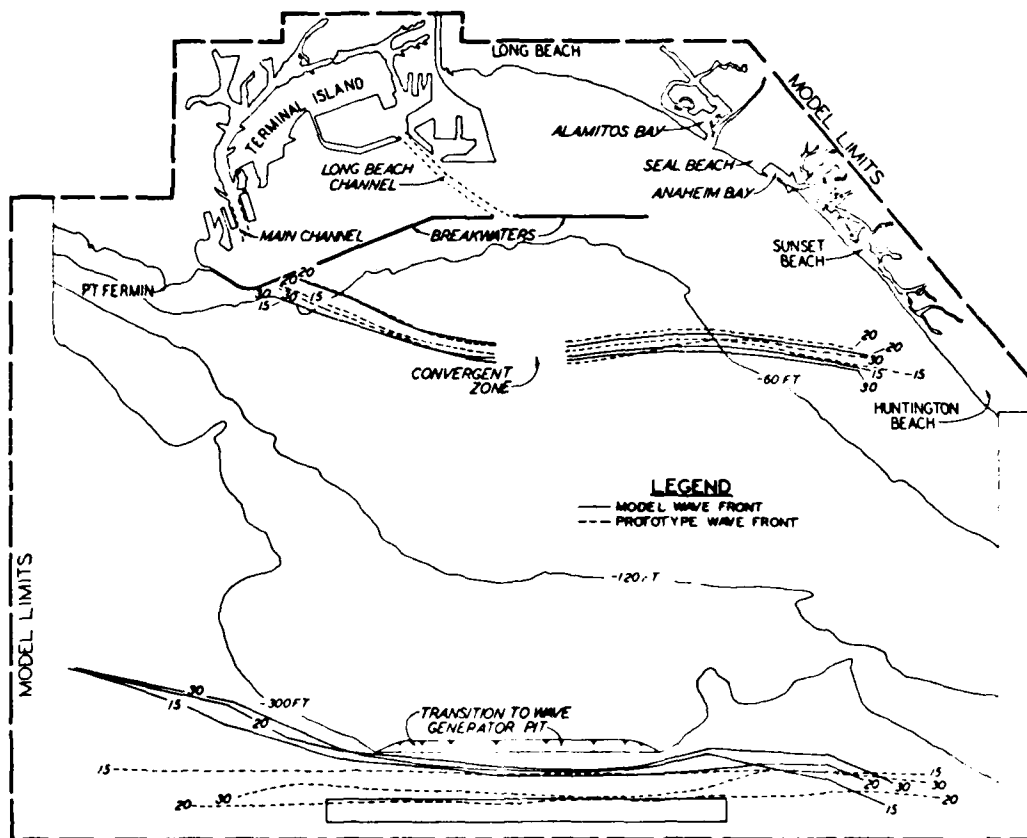 LONG BEACH
TERMINAL ISLAND
MODEL LIMITS
ALAMITOS BAY
LONG BEACH
CHANNEL
SEAL BEACH
ANAHEIM BAY
MAIN CHANNEL
BREAKWATERS
SUNSET
BEACH
PT FERMIN
20
20
30
30
15
15
20
20
30
15
-15
30
CONVERGENT
ZONE
-60 FT
HUNTINGTON
BEACH
LEGEND
MODEL WAVE FRONT
PROTOTYPE WAVE FRONT
MODEL LIMITS
-120 FT
30
15
20
-300 FT
TRANSITION TO WAVE
GENERATOR PIT
15
15
30
20
30
20
30
15